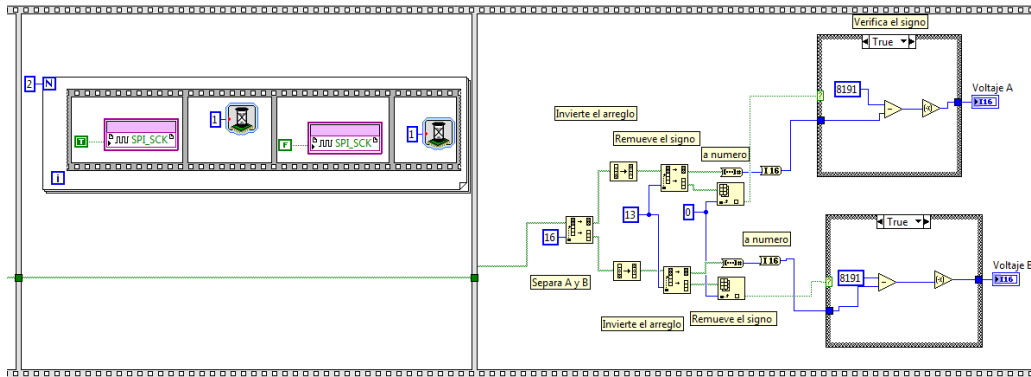 Verifica el signo
True
2
N
8191
Voltaje A
I16
1
Invierte el arreglo
T
SPI_SCK
1
F
SPI_SCK
Remueve el signo
a numero
I16
i
13
0
True
16
a numero
I16
Voltaje B
8191
I16
Separa A y B
Invierte el arreglo
Remueve el signo